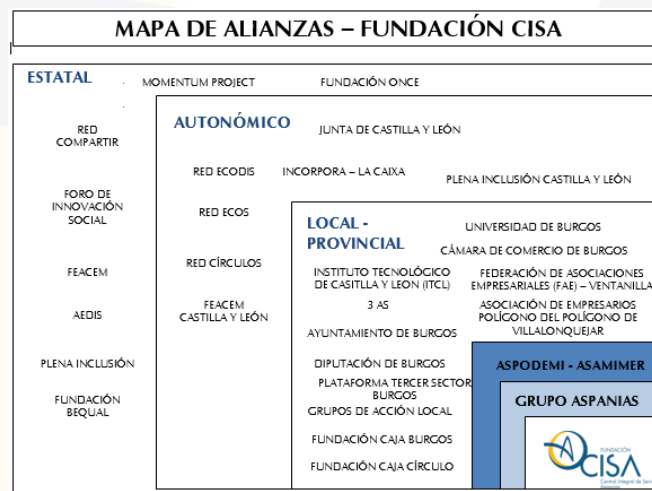 MAPA DE ALIANZAS – FUNDACIÓN CISA
ESTATAL
MOMENTUM PROJECT
FUNDACIÓN ONCE
RED
COMPARTIR
FORO DE
INNOVACIÓN
SOCIAL
FEACEM
AEDIS
PLENA INCLUSIÓN
FUNDACIÓN
BEQUAL
AUTONÓMICO
JUNTA DE CASTILLA Y LEÓN
RED ECODIS
INCORPORA – LA CAIXA
PLENA INCLUSIÓN CASTILLA Y LEÓN
RED ECOS
RED CÍRCULOS
FEACEM
CASTILLA Y LEÓN
LOCAL -
PROVINCIAL
UNIVERSIDAD DE BURGOS
CÁMARA DE COMERCIO DE BURGOS
INSTITUTO TECNOLÓGICO
DE CASTILLA Y LEON (ITCL)
FEDERACIÓN DE ASOCIACIONES
EMPRESARIALES (FAE) – VENTANILLA
3 AS
ASOCIACIÓN DE EMPRESARIOS
POLÍGONO DEL POLÍGONO DE
VILLALONQUEJAR
AYUNTAMIENTO DE BURGOS
DIPUTACIÓN DE BURGOS
PLATAFORMA TERCER SECTOR
BURGOS
GRUPOS DE ACCIÓN LOCAL
FUNDACIÓN CAJA BURGOS
FUNDACIÓN CAJA CÍRCULO
ASPODEMI - ASAMIMER
GRUPO ASPANIAS
FUNDACIÓN
CISA
Central Integral de Serv